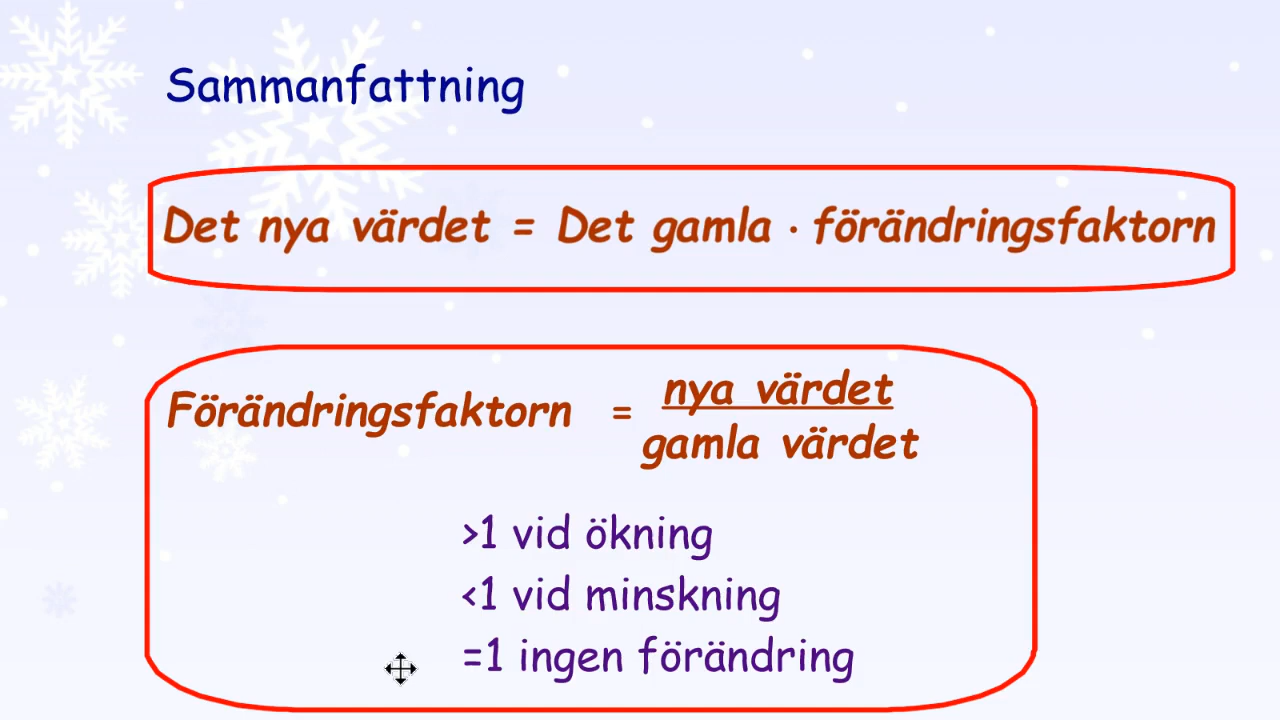 Sammanfattning
Det nya värdet = Det gamla · förändringsfaktorn
Förändringsfaktorn = nya värdet
gamla värdet
>1 vid ökning
<1 vid minskning
=1 ingen förändring